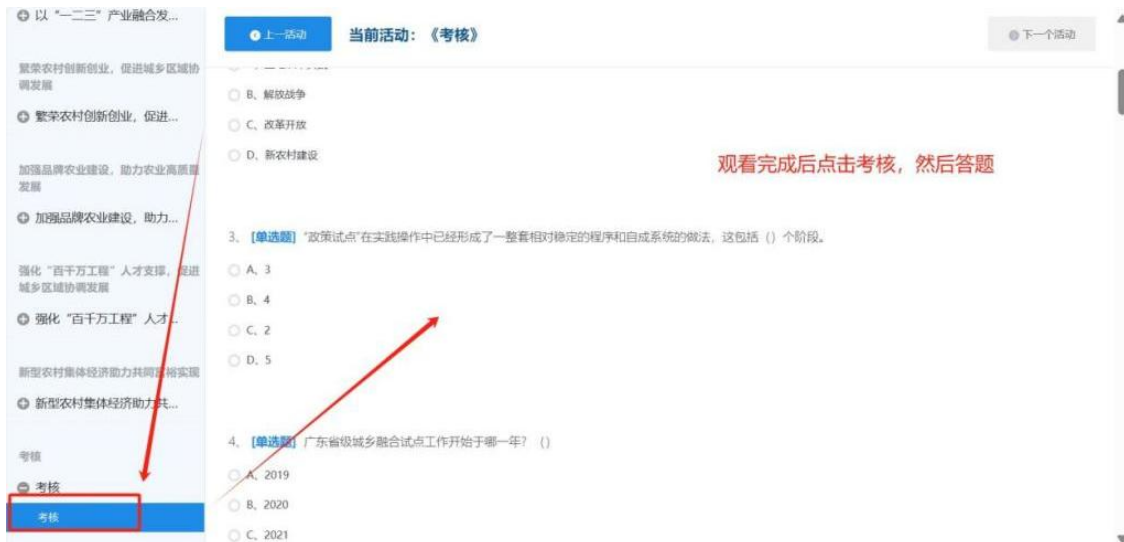 以“一二三”产业融合发...
上一活动
当前活动：《考核》
下一个活动
繁荣农村创新创业，促进城乡区域协
调发展
繁荣农村创新创业，促进...
加强品牌农业建设，助力农业高质量
发展
加强品牌农业建设，助力...
强化“百千万工程”人才支撑，促进
城乡区域协调发展
强化“百千万工程”人才...
新型农村集体经济助力共同富裕实现
新型农村集体经济助力共...
考核
考核
考核
B、解放战争
C、改革开放
D、新农村建设
观看完成后点击考核，然后答题
3、 [单选题] “政策试点”在实践操作中已经形成了一整套相对稳定的程序和自成系统的做法，这包括（）个阶段。
A、3
B、4
C、2
D、5
4、 [单选题] 广东省级城乡融合试点工作开始于哪一年？（）
A、2019
B、2020
C、2021